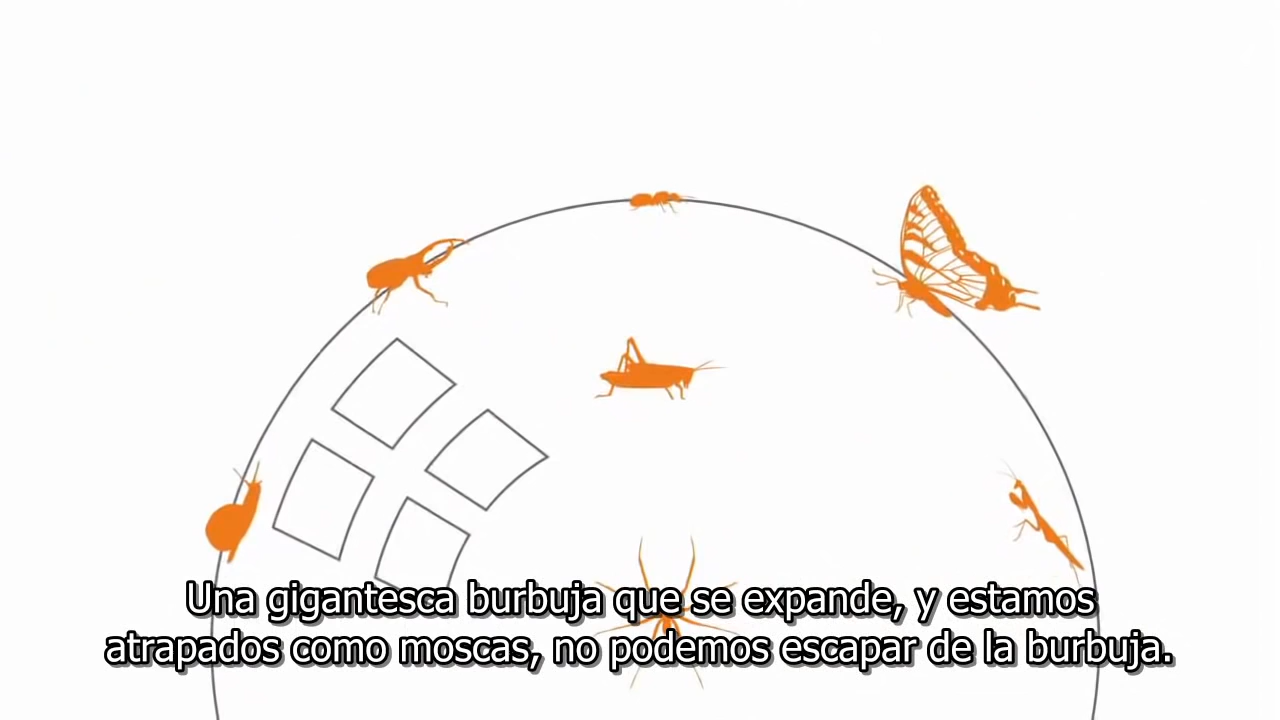 Una gigantesca burbuja que se expande, y estamos
atrapados como moscas, no podemos escapar de la burbuja.